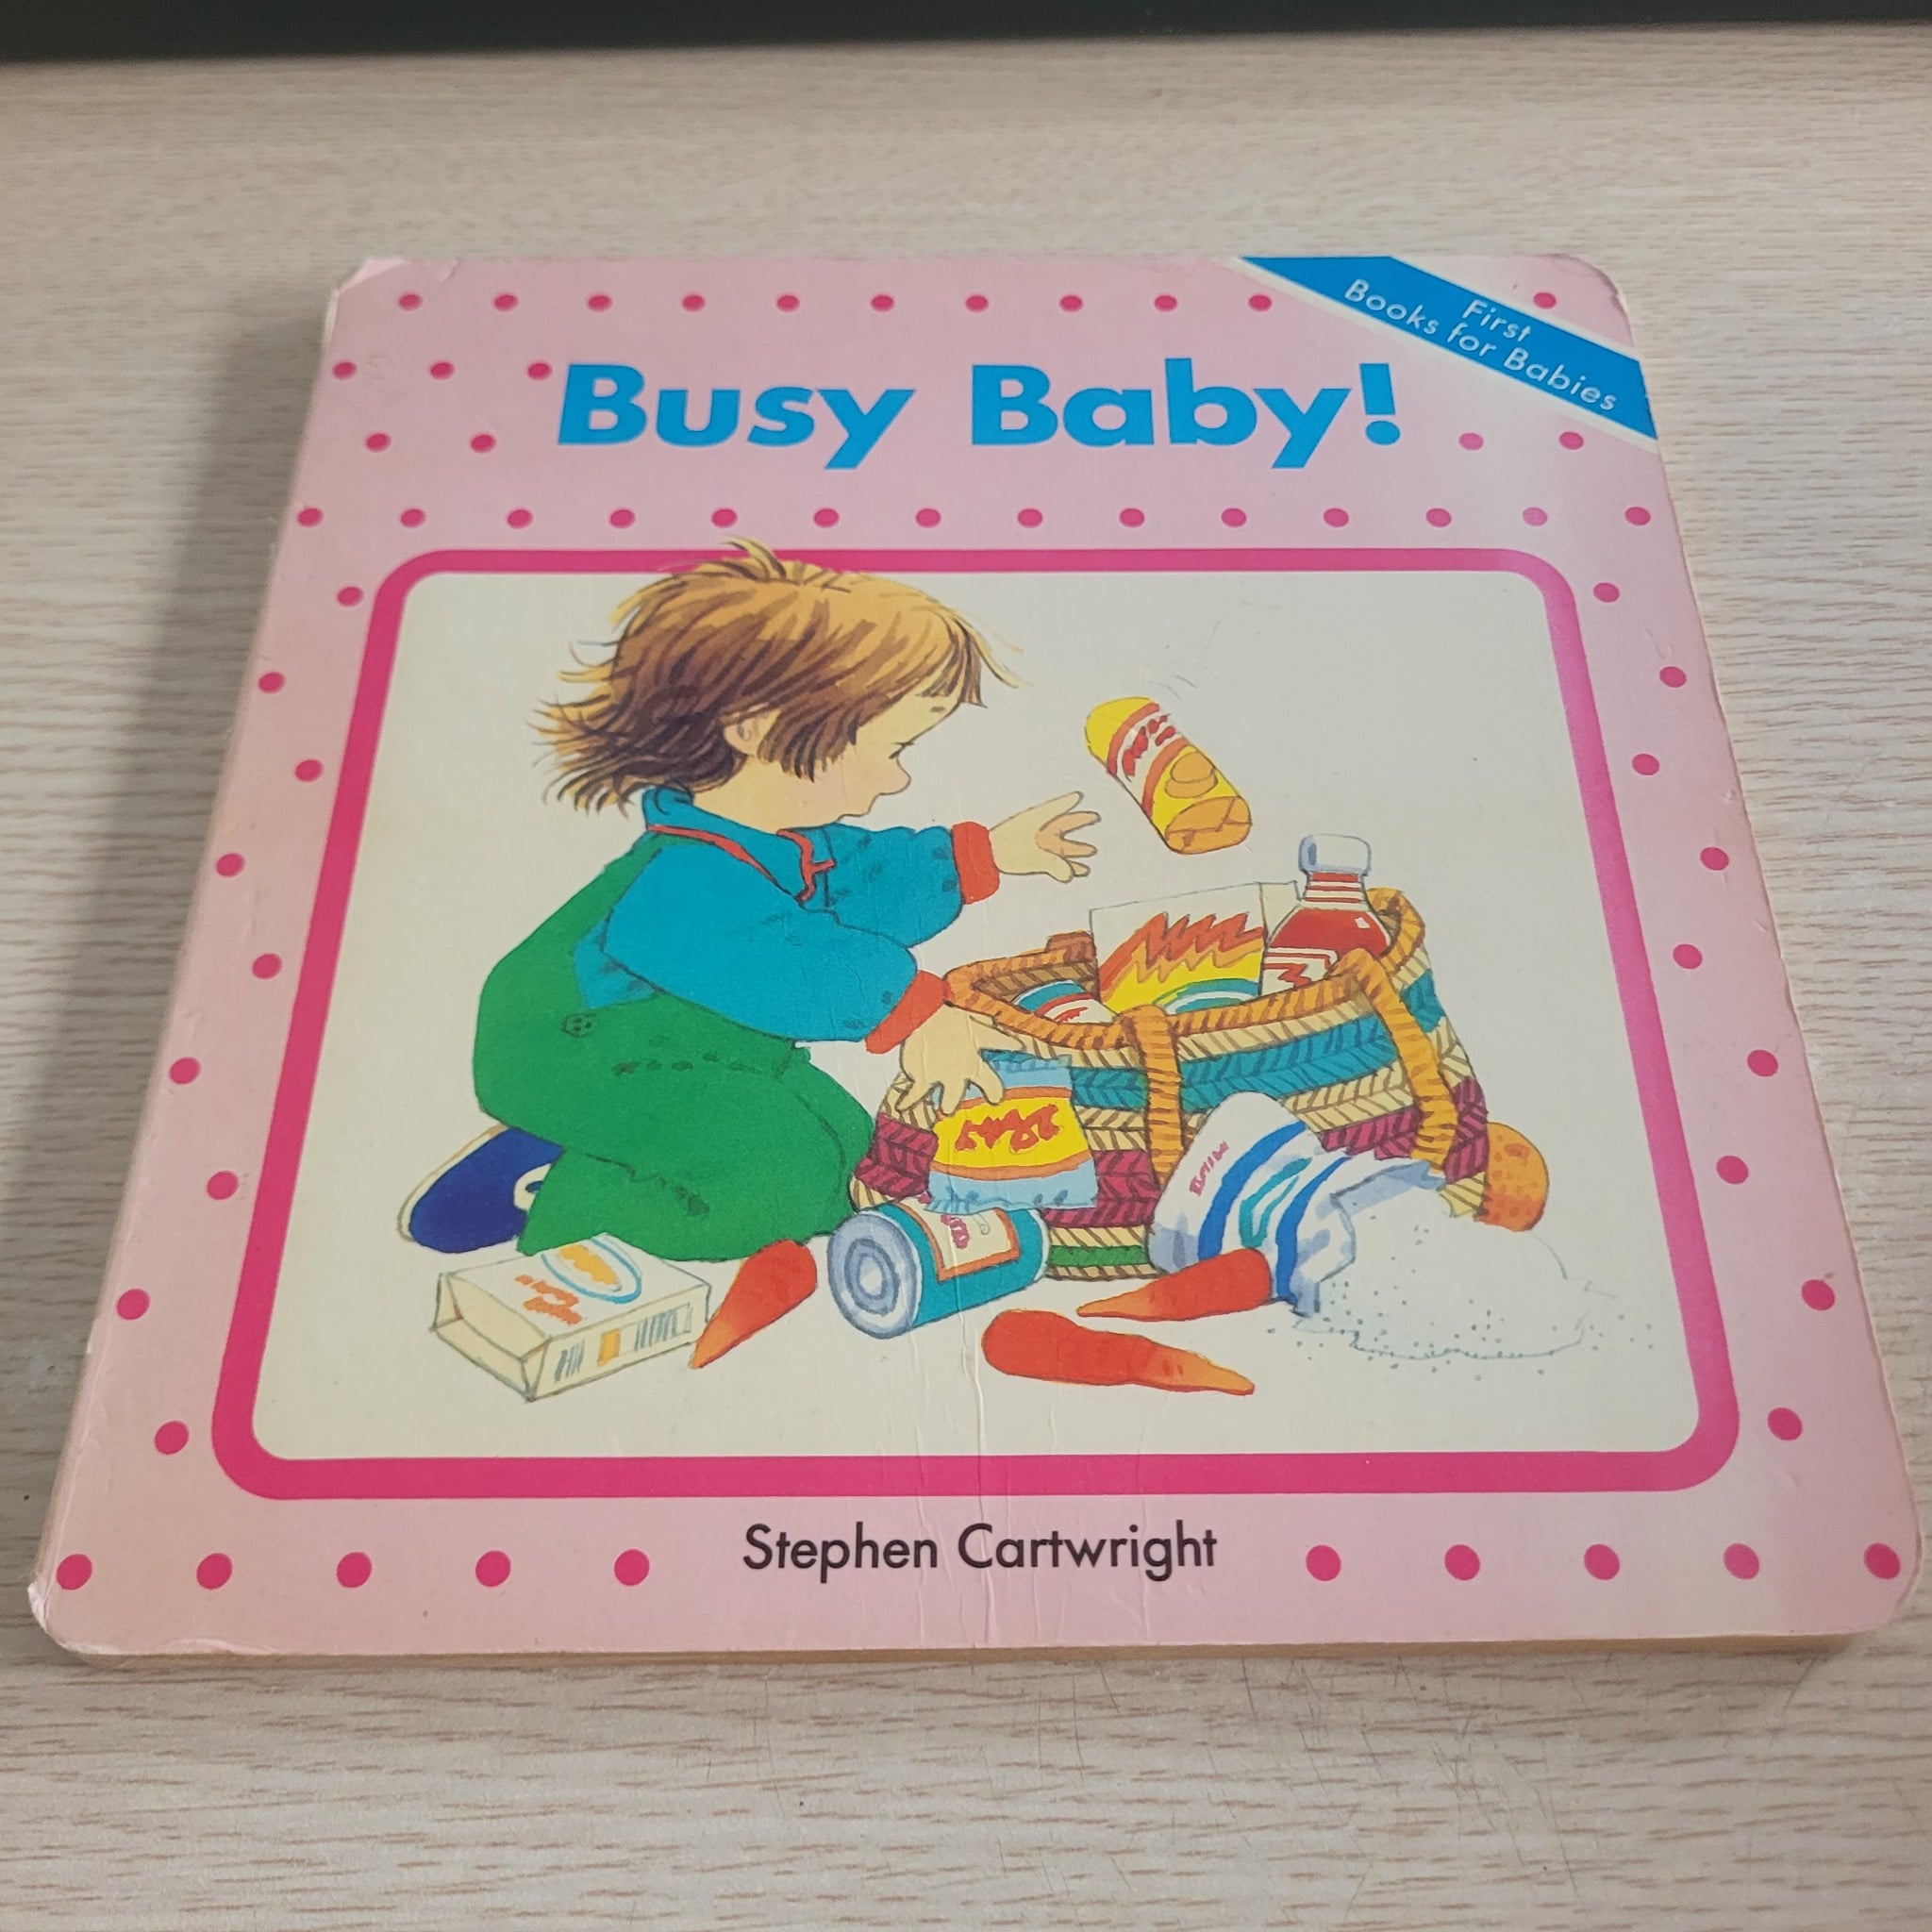 First
Books for Babies
Busy Baby!
Stephen Cartwright